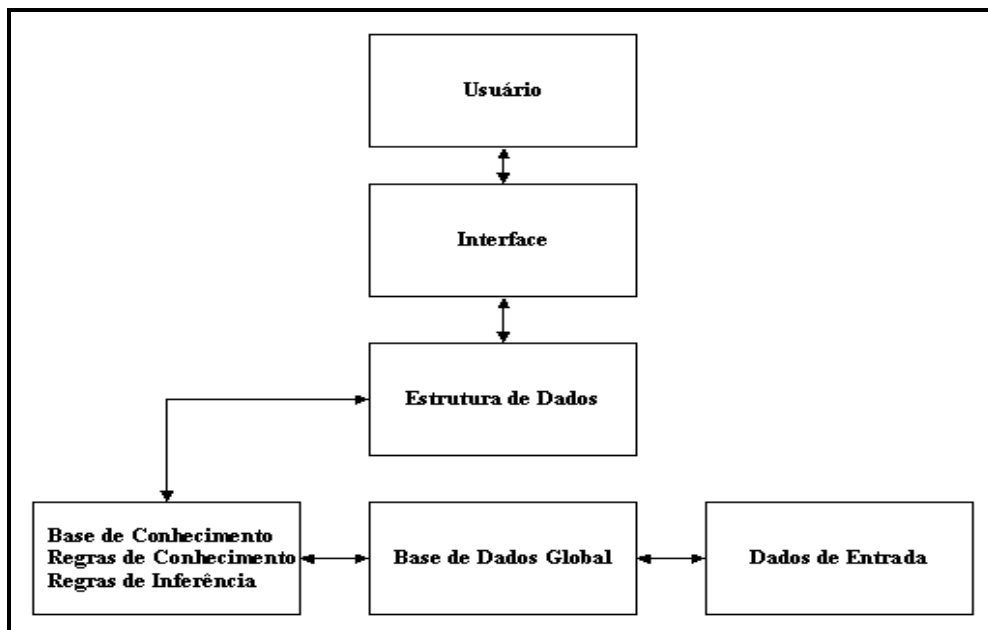 Usuário
Interface
Estrutura de Dados
Base de Conhecimento
Regras de Conhecimento
Regras de Inferência
Base de Dados Global
Dados de Entrada